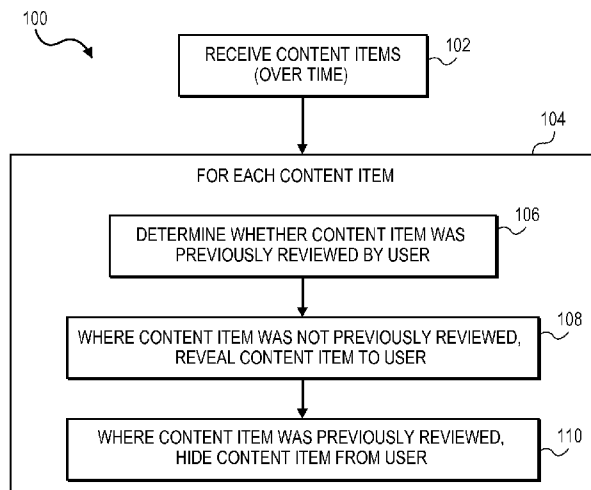 100
RECEIVE CONTENT ITEMS
(OVER TIME)
102
104
FOR EACH CONTENT ITEM
106
DETERMINE WHETHER CONTENT ITEM WAS
PREVIOUSLY REVIEWED BY USER
108
WHERE CONTENT ITEM WAS NOT PREVIOUSLY REVIEWED,
REVEAL CONTENT ITEM TO USER
WHERE CONTENT ITEM WAS PREVIOUSLY REVIEWED,
HIDE CONTENT ITEM FROM USER
110